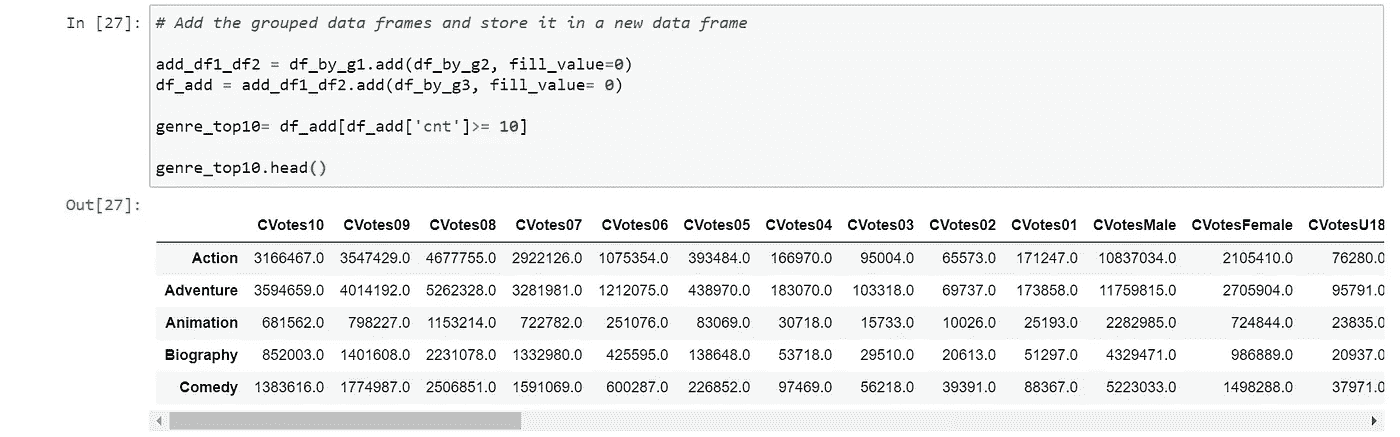 In [27]: # Add the grouped data frames and store it in a new data frame
add_df1_df2 = df_by_g1.add(df_by_g2, fill_value=0)
df_add = add_df1_df2.add(df_by_g3, fill_value= 0)
genre_top10= df_add[df_add['cnt']>= 10]
genre_top10.head()
Out[27]:
CVotes10 CVotes09 CVotes08 CVotes07 CVotes06 CVotes05 CVotes04 CVotes03 CVotes02 CVotes01 CVotesMale CVotesFemale CVotesU18
Action 3166467.0 3547429.0 4677755.0 2922126.0 1075354.0 393484.0 166970.0 95004.0 65573.0 171247.0 10837034.0 2105410.0 76280.0
Adventure 3594659.0 4014192.0 5262328.0 3281981.0 1212075.0 438970.0 183070.0 103318.0 69737.0 173858.0 11759815.0 2705904.0 95791.0
Animation 681562.0 798227.0 1153214.0 722782.0 251076.0 83069.0 30718.0 15733.0 10026.0 25193.0 2282985.0 724844.0 23835.0
Biography 852003.0 1401608.0 2231078.0 1332980.0 425595.0 138648.0 53718.0 29510.0 20613.0 51297.0 4329471.0 986889.0 20937.0
Comedy 1383616.0 1774987.0 2506851.0 1591069.0 600287.0 226852.0 97469.0 56218.0 39391.0 88367.0 5223033.0 1498288.0 37971.0